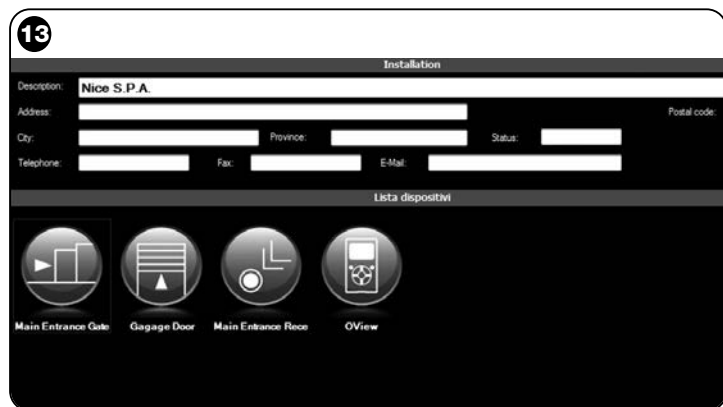 13
Installation
Description: Nice S.P.A.
Address: Postal code:
City: Province: Status:
Telephone: Fax: E-Mail:
Lista dispositivi
Main Entrance Gate Gagage Door Main Entrance Rece OView